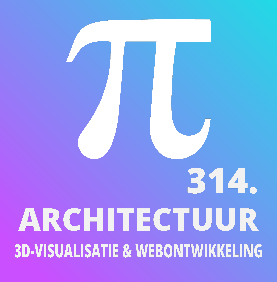 π
314.
ARCHITECTUUR
3D-VISUALISATIE & WEBONTWIKKELING